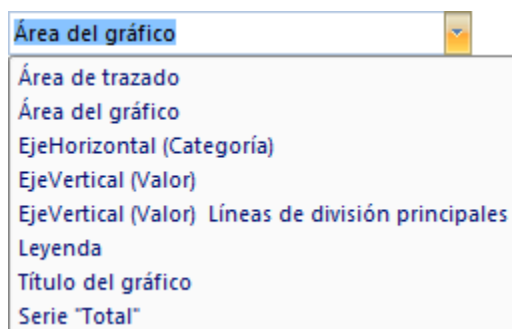 Área del gráfico
Área de trazado
Área del gráfico
EjeHorizontal (Categoría)
EjeVertical (Valor)
EjeVertical (Valor)  Líneas de división principales
Leyenda
Título del gráfico
Serie "Total"